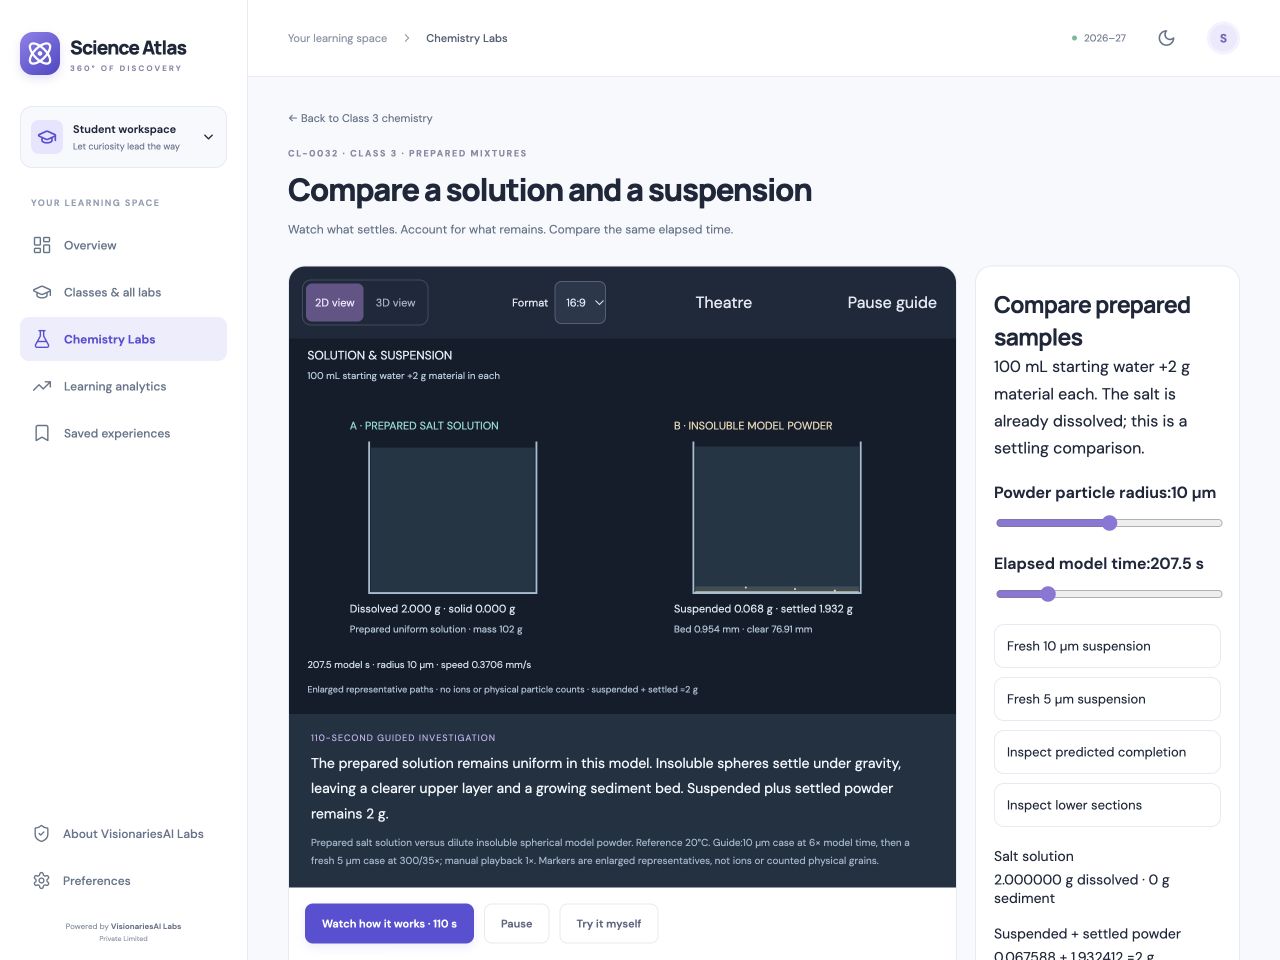 Science Atlas
360° OF DISCOVERY
Student workspace
Let curiosity lead the way
YOUR LEARNING SPACE
Overview
Classes & all labs
Chemistry Labs
Learning analytics
Saved experiences
About VisionariesAI Labs
Preferences
Powered by VisionariesAI Labs
Private Limited
Your learning space
Chemistry Labs
2026–27
S
← Back to Class 3 chemistry
CL-0032 · CLASS 3 · PREPARED MIXTURES
Compare a solution and a suspension
Watch what settles. Account for what remains. Compare the same elapsed time.
2D view
3D view
Format
16:9
Theatre
Pause guide
SOLUTION & SUSPENSION
100 mL starting water +2 g material in each
A · PREPARED SALT SOLUTION
B · INSOLUBLE MODEL POWDER
Dissolved 2.000 g · solid 0.000 g
Prepared uniform solution · mass 102 g
Suspended 0.068 g · settled 1.932 g
Bed 0.954 mm · clear 76.91 mm
207.5 model s · radius 10 µm · speed 0.3706 mm/s
Enlarged representative paths · no ions or physical particle counts · suspended + settled =2 g
110-SECOND GUIDED INVESTIGATION
The prepared solution remains uniform in this model. Insoluble spheres settle under gravity,
leaving a clearer upper layer and a growing sediment bed. Suspended plus settled powder
remains 2 g.
Prepared salt solution versus dilute insoluble spherical model powder. Reference 20°C. Guide:10 µm case at 6× model time, then a
fresh 5 µm case at 300/35×; manual playback 1×. Markers are enlarged representatives, not ions or counted physical grains.
Watch how it works · 110 s
Pause
Try it myself
Compare prepared
samples
100 mL starting water +2 g
material each. The salt is
already dissolved; this is a
settling comparison.
Powder particle radius:10 µm
Elapsed model time:207.5 s
Fresh 10 µm suspension
Fresh 5 µm suspension
Inspect predicted completion
Inspect lower sections
Salt solution
2.000000 g dissolved · 0 g
sediment
Suspended + settled powder
0.067588 + 1.932412 =2 g